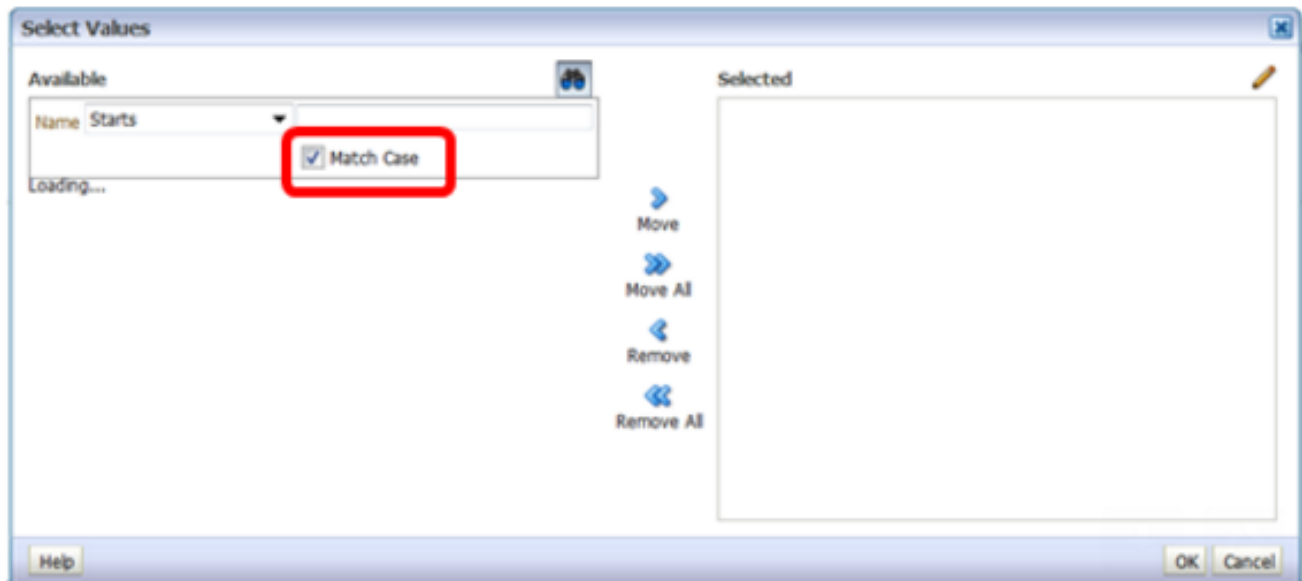 Select Values
Available
Selected
Name Starts
Match Case
Loading...
Move
Move All
Remove
Remove All
Help
OK Cancel